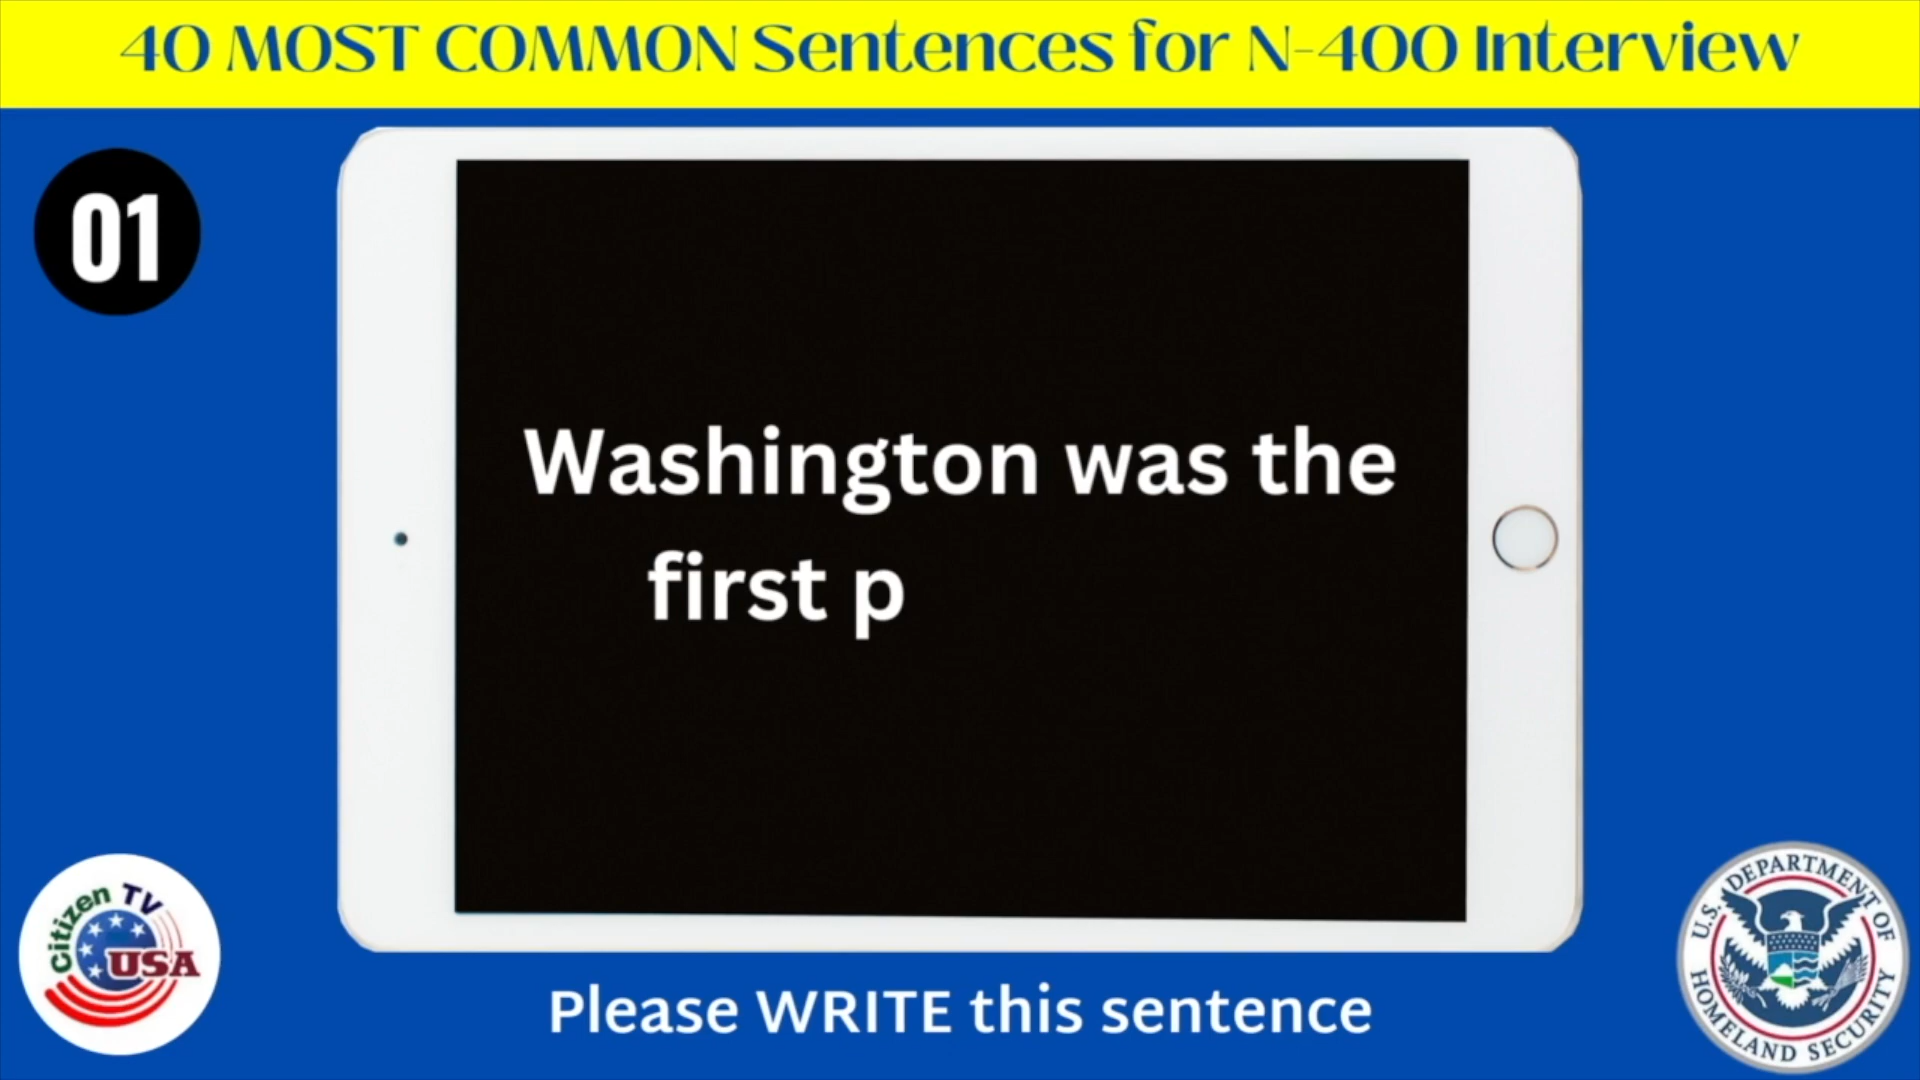 40 MOST COMMON Sentences for N-400 Interview
01
Washington was the
first p
Citizen TV
USA
U.S. DEPARTMENT OF
HOMELAND SECURITY
Please WRITE this sentence